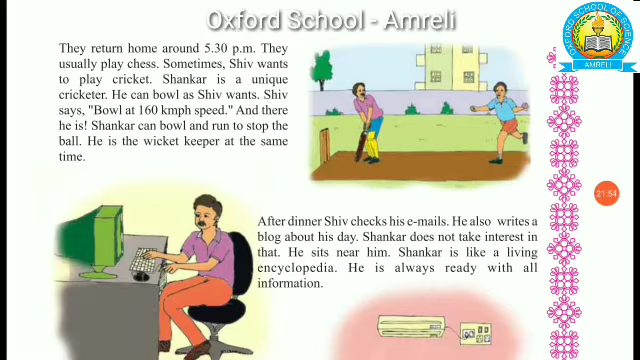 Oxford School - Amreli
They return home around 5.30 p.m. They
usually play chess. Sometimes, Shiv wants
to play cricket. Shankar is a unique
cricketer. He can bowl as Shiv wants. Shiv
says, "Bowl at 160 kmph speed." And there
he is! Shankar can bowl and run to stop the
ball. He is the wicket keeper at the same
time.
After dinner Shiv checks his e-mails. He also writes a
blog about his day. Shankar does not take interest in
that. He sits near him. Shankar is like a living
encyclopedia. He is always ready with all
information.
OXFORD SCHOOL OF SCIENCE
AMRELI
21:54